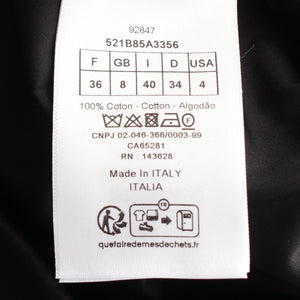 92847
521B85A3356
F GB I D USA
36 8 40 34 4
100% Coton - Cotton - Algodão
CNPJ 02-046-366/0003-99
CA65281
RN : 143628
Made In ITALY
ITALIA
FR
quefairedemesdechets.fr